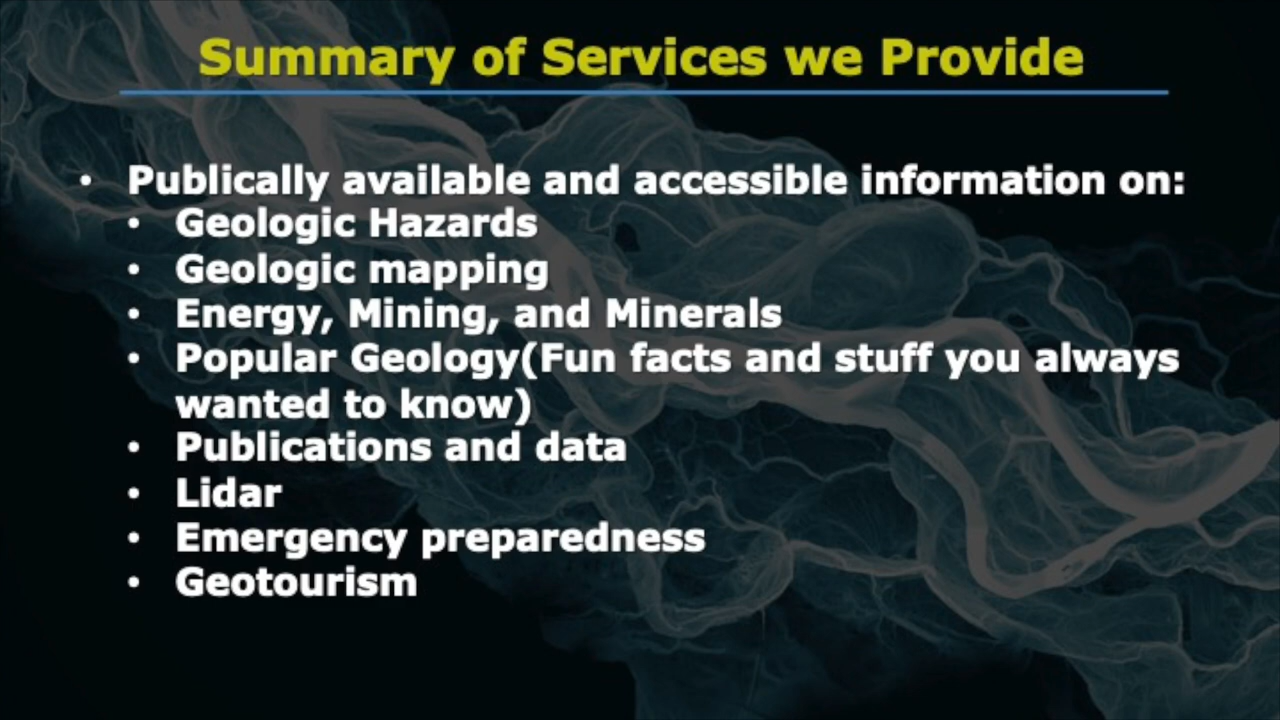 Summary of Services we Provide
• Publically available and accessible information on:
• Geologic Hazards
• Geologic mapping
• Energy, Mining, and Minerals
• Popular Geology(Fun facts and stuff you always
wanted to know)
• Publications and data
• Lidar
• Emergency preparedness
• Geotourism